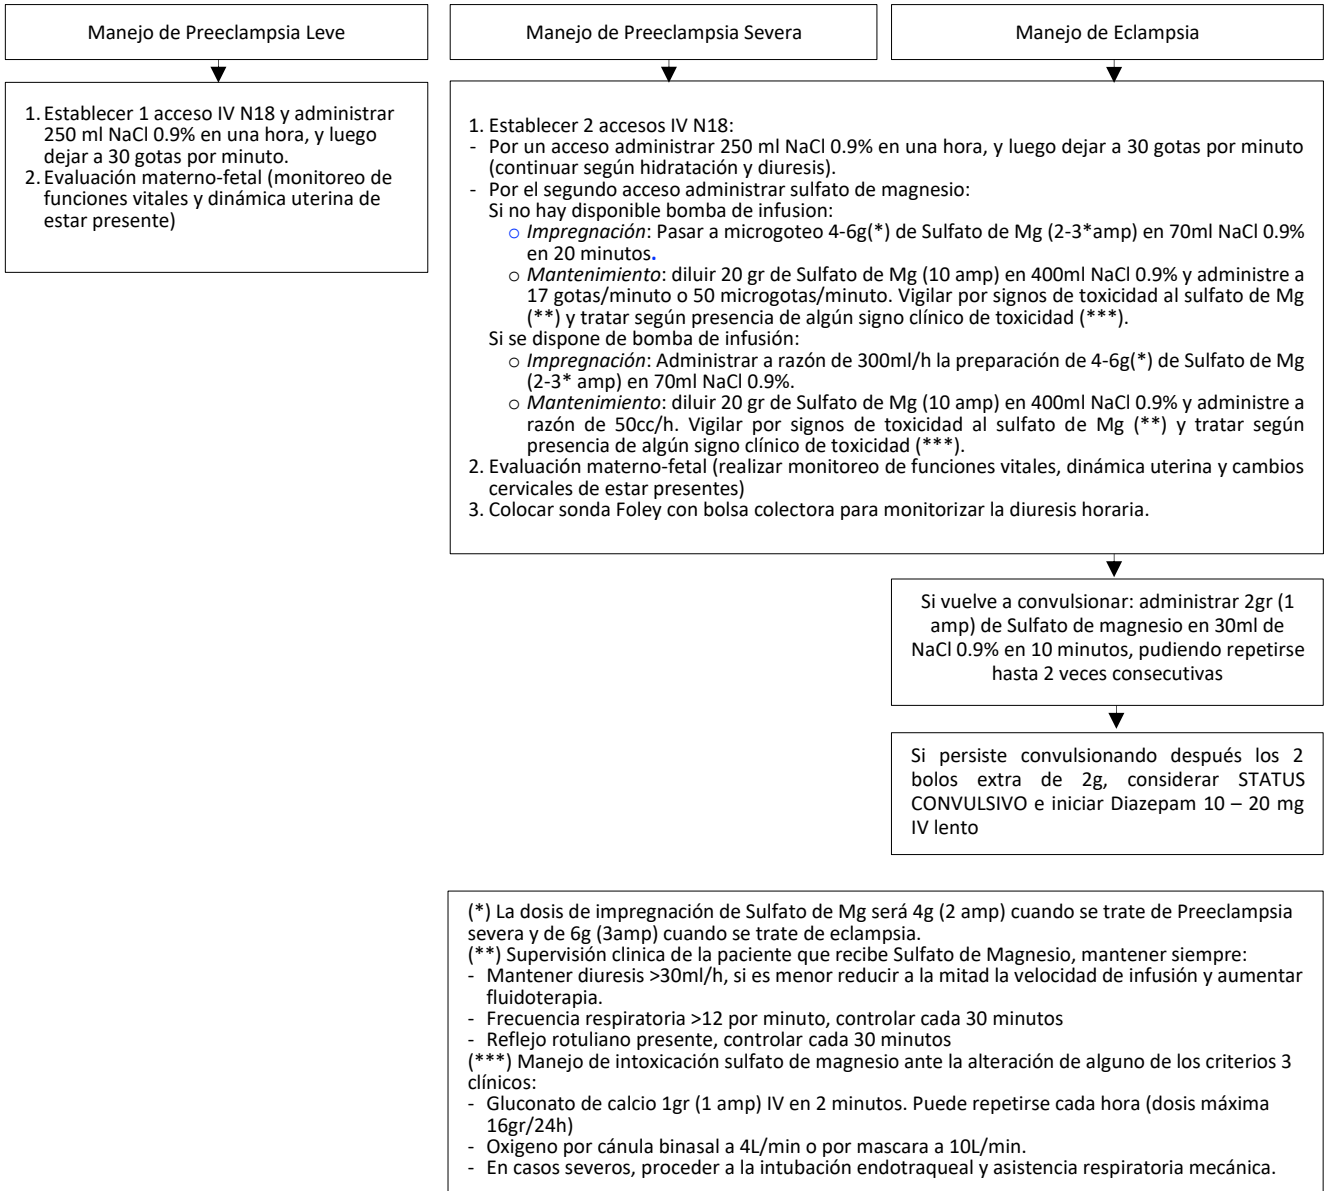 Manejo de Preeclampsia Leve
Manejo de Preeclampsia Severa
Manejo de Eclampsia
1. Establecer 1 acceso IV N18 y administrar
250 ml NaCl 0.9% en una hora, y luego
dejar a 30 gotas por minuto.
2. Evaluación materno-fetal (monitoreo de
funciones vitales y dinámica uterina de
estar presente)
1. Establecer 2 accesos IV N18:
- Por un acceso administrar 250 ml NaCl 0.9% en una hora, y luego dejar a 30 gotas por minuto
(continuar según hidratación y diuresis).
- Por el segundo acceso administrar sulfato de magnesio:
Si no hay disponible bomba de infusion:
o Impregnación: Pasar a microgoteo 4-6g(*) de Sulfato de Mg (2-3*amp) en 70ml NaCl 0.9%
en 20 minutos.
o Mantenimiento: diluir 20 gr de Sulfato de Mg (10 amp) en 400ml NaCl 0.9% y administre a
17 gotas/minuto o 50 microgotas/minuto. Vigilar por signos de toxicidad al sulfato de Mg
(**) y tratar según presencia de algún signo clínico de toxicidad (***).
Si se dispone de bomba de infusión:
o Impregnación: Administrar a razón de 300ml/h la preparación de 4-6g(*) de Sulfato de Mg
(2-3* amp) en 70ml NaCl 0.9%.
o Mantenimiento: diluir 20 gr de Sulfato de Mg (10 amp) en 400ml NaCl 0.9% y administre a
razón de 50cc/h. Vigilar por signos de toxicidad al sulfato de Mg (**) y tratar según
presencia de algún signo clínico de toxicidad (***).
2. Evaluación materno-fetal (realizar monitoreo de funciones vitales, dinámica uterina y cambios
cervicales de estar presentes)
3. Colocar sonda Foley con bolsa colectora para monitorizar la diuresis horaria.
Si vuelve a convulsionar: administrar 2gr (1
amp) de Sulfato de magnesio en 30ml de
NaCl 0.9% en 10 minutos, pudiendo repetirse
hasta 2 veces consecutivas
Si persiste convulsionando después los 2
bolos extra de 2g, considerar STATUS
CONVULSIVO e iniciar Diazepam 10 – 20 mg
IV lento
(*) La dosis de impregnación de Sulfato de Mg será 4g (2 amp) cuando se trate de Preeclampsia
severa y de 6g (3amp) cuando se trate de eclampsia.
(**) Supervisión clinica de la paciente que recibe Sulfato de Magnesio, mantener siempre:
- Mantener diuresis >30ml/h, si es menor reducir a la mitad la velocidad de infusión y aumentar
fluidoterapia.
- Frecuencia respiratoria >12 por minuto, controlar cada 30 minutos
- Reflejo rotuliano presente, controlar cada 30 minutos
(***) Manejo de intoxicación sulfato de magnesio ante la alteración de alguno de los criterios 3
clínicos:
- Gluconato de calcio 1gr (1 amp) IV en 2 minutos. Puede repetirse cada hora (dosis máxima
16gr/24h)
- Oxigeno por cánula binasal a 4L/min o por mascara a 10L/min.
- En casos severos, proceder a la intubación endotraqueal y asistencia respiratoria mecánica.